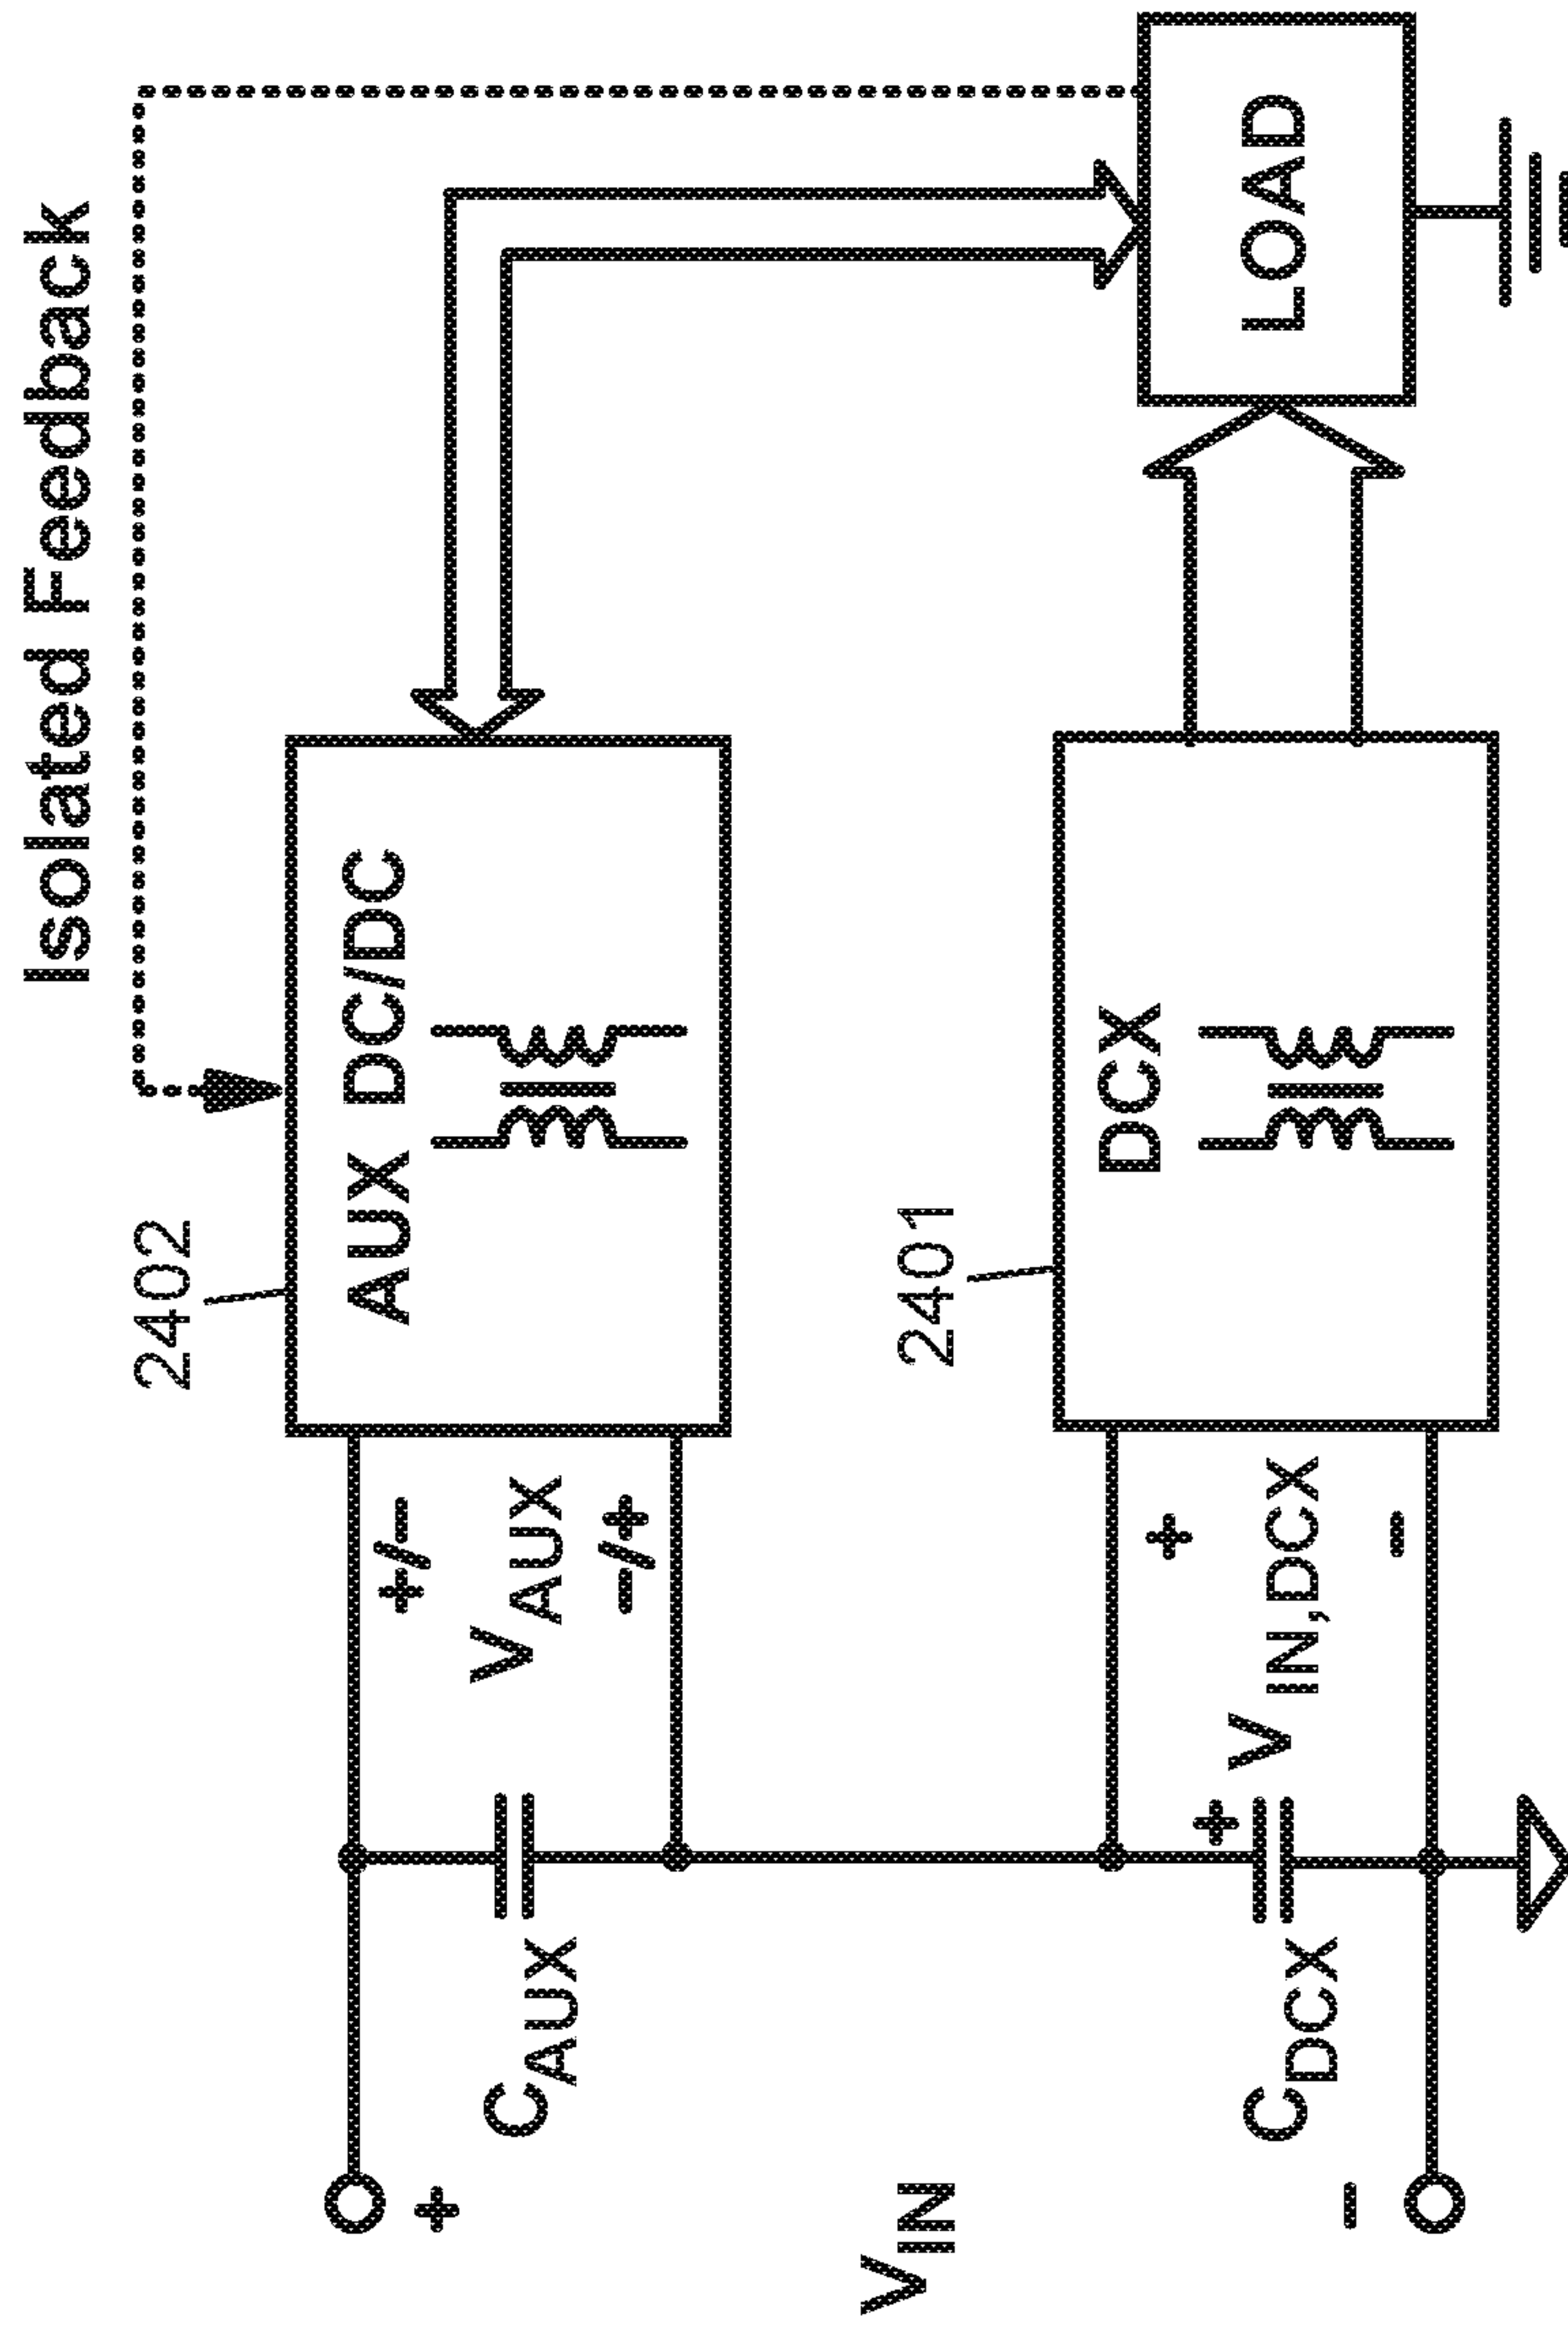 Isolated Feedback
2402
AUX DC/DC
+/−
VAUX
−/+
CAUX
+
VIN
2401
DCX
LOAD
+
VIN,DCX
-
+
CDCX
-